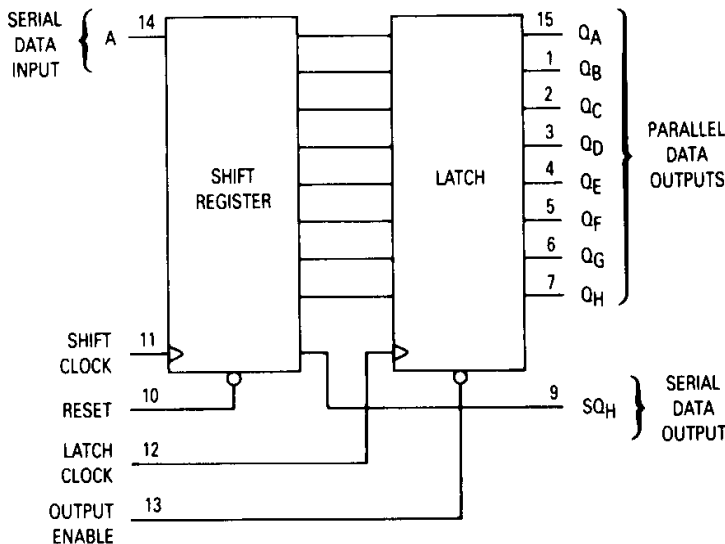 SERIAL
DATA
INPUT
A
14
SHIFT
REGISTER
LATCH
15 QA
1 QB
2 QC
3 QD
4 QE
5 QF
6 QG
7 QH
PARALLEL
DATA
OUTPUTS
SHIFT
CLOCK
11
RESET
10
LATCH
CLOCK
12
OUTPUT
ENABLE
13
9 SQH
SERIAL
DATA
OUTPUT